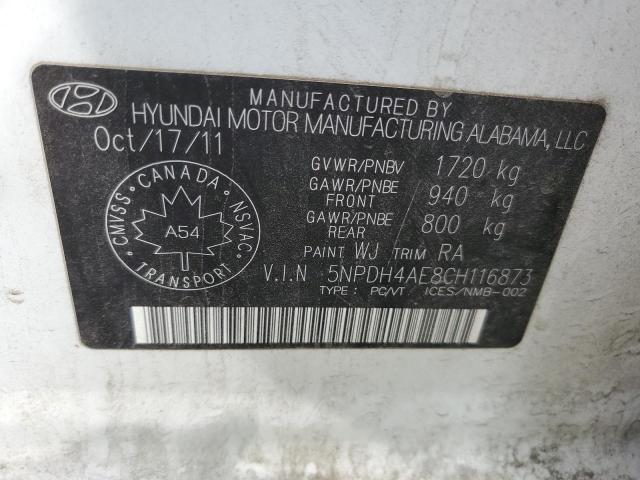 MANUFACTURED BY
HYUNDAI MOTOR MANUFACTURING ALABAMA, LLC
Oct/17/11
GVWR/PNBV 1720 kg
GAWR/PNBE FRONT 940 kg
GAWR/PNBE REAR 800 kg
PAINT WJ TRIM RA
V.I.N 5NPDH4AE8CH116873
TYPE : PC/VT ICES/NMB-002
CANADA
CMVSS
NSVAC
A54
TRANSPORT